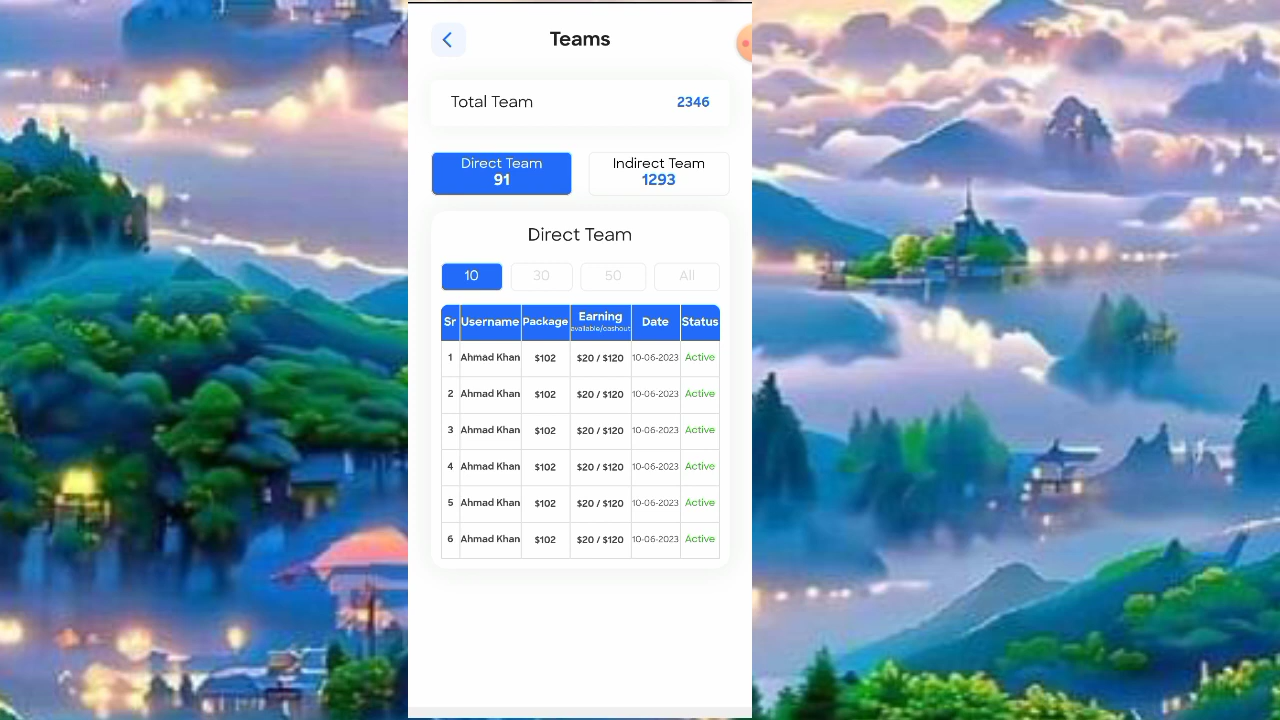 Teams
Total Team 2346
Direct Team Indirect Team
91 1293
Direct Team
10 30 50 All
Sr Username Package Earning Date Status
available/cashout
1 Ahmad Khan $102 $20 / $120 10-06-2023 Active
2 Ahmad Khan $102 $20 / $120 10-06-2023 Active
3 Ahmad Khan $102 $20 / $120 10-06-2023 Active
4 Ahmad Khan $102 $20 / $120 10-06-2023 Active
5 Ahmad Khan $102 $20 / $120 10-06-2023 Active
6 Ahmad Khan $102 $20 / $120 10-06-2023 Active